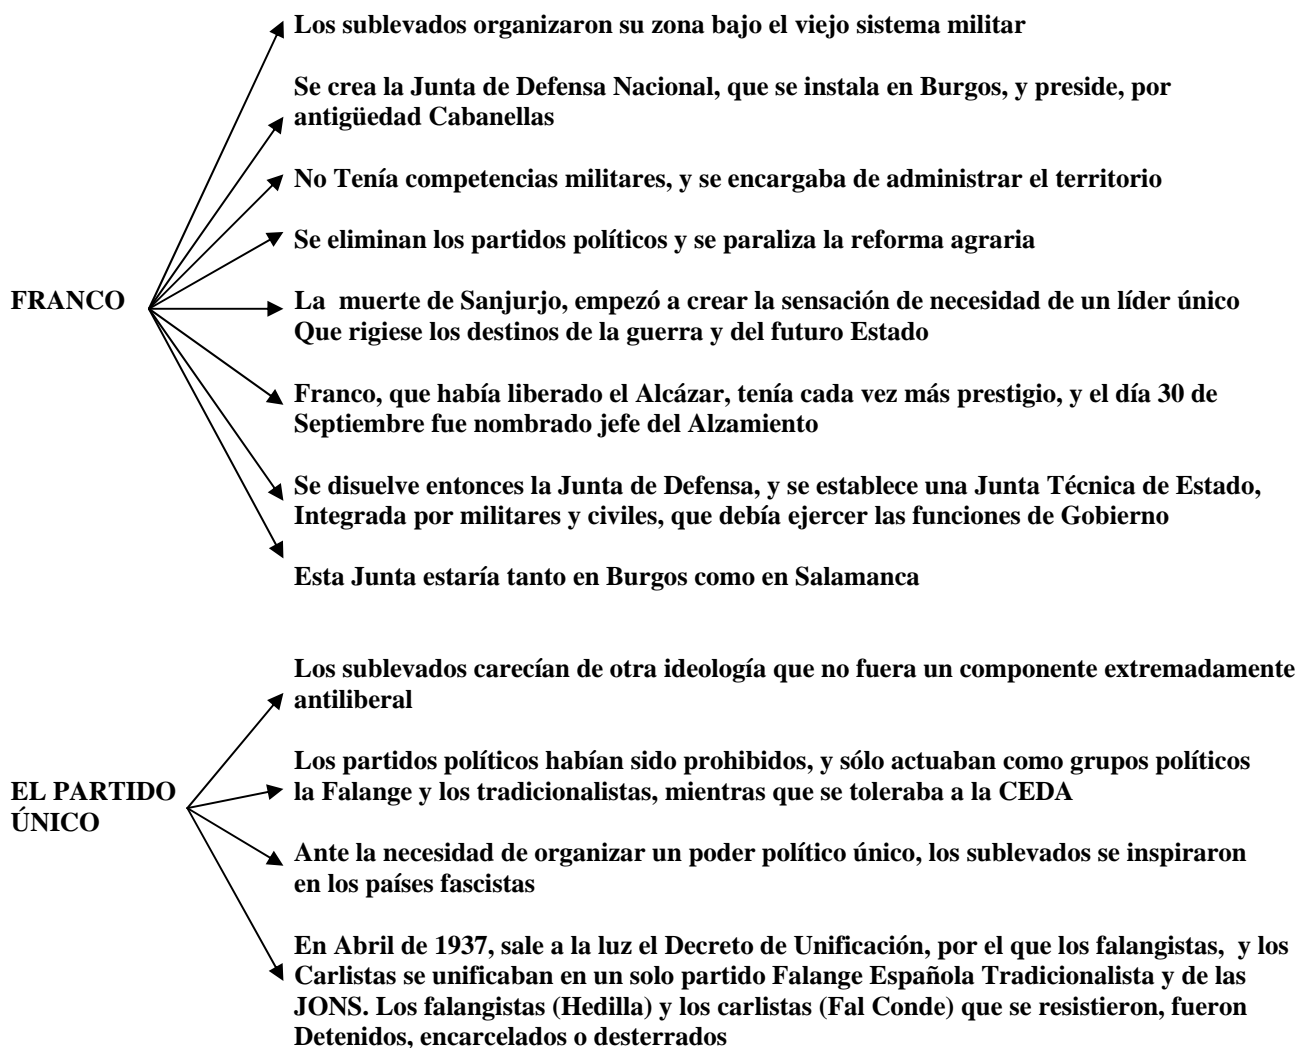 Los sublevados organizaron su zona bajo el viejo sistema militar
Se crea la Junta de Defensa Nacional, que se instala en Burgos, y preside, por
antigüedad Cabanellas
No Tenía competencias militares, y se encargaba de administrar el territorio
Se eliminan los partidos políticos y se paraliza la reforma agraria
FRANCO
La muerte de Sanjurjo, empezó a crear la sensación de necesidad de un líder único
Que rigiese los destinos de la guerra y del futuro Estado
Franco, que había liberado el Alcázar, tenía cada vez más prestigio, y el día 30 de
Septiembre fue nombrado jefe del Alzamiento
Se disuelve entonces la Junta de Defensa, y se establece una Junta Técnica de Estado,
Integrada por militares y civiles, que debía ejercer las funciones de Gobierno
Esta Junta estaría tanto en Burgos como en Salamanca
Los sublevados carecían de otra ideología que no fuera un componente extremadamente
antiliberal
EL PARTIDO
ÚNICO
Los partidos políticos habían sido prohibidos, y sólo actuaban como grupos políticos
la Falange y los tradicionalistas, mientras que se toleraba a la CEDA
Ante la necesidad de organizar un poder político único, los sublevados se inspiraron
en los países fascistas
En Abril de 1937, sale a la luz el Decreto de Unificación, por el que los falangistas, y los
Carlistas se unificaban en un solo partido Falange Española Tradicionalista y de las
JONS. Los falangistas (Hedilla) y los carlistas (Fal Conde) que se resistieron, fueron
Detenidos, encarcelados o desterrados